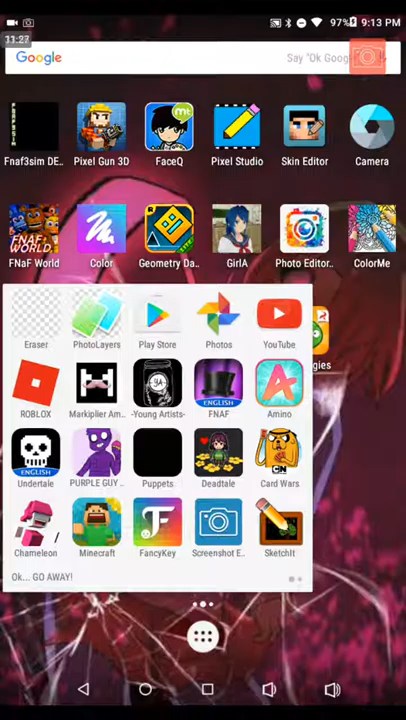 97% 9:13 PM
11:27
Google Say "Ok Goog
Fnaf3sim DE.. Pixel Gun 3D FaceQ Pixel Studio Skin Editor Camera
FNaF World Color Geometry Da.. GirlA Photo Editor.. ColorMe
gies
Eraser PhotoLayers Play Store Photos YouTube
ROBLOX Markiplier Am.. -Young Artists- FNAF Amino
Undertale PURPLE GUY .. Puppets Deadtale Card Wars
Chameleon Minecraft FancyKey Screenshot E.. SketchIt
Ok... GO AWAY!